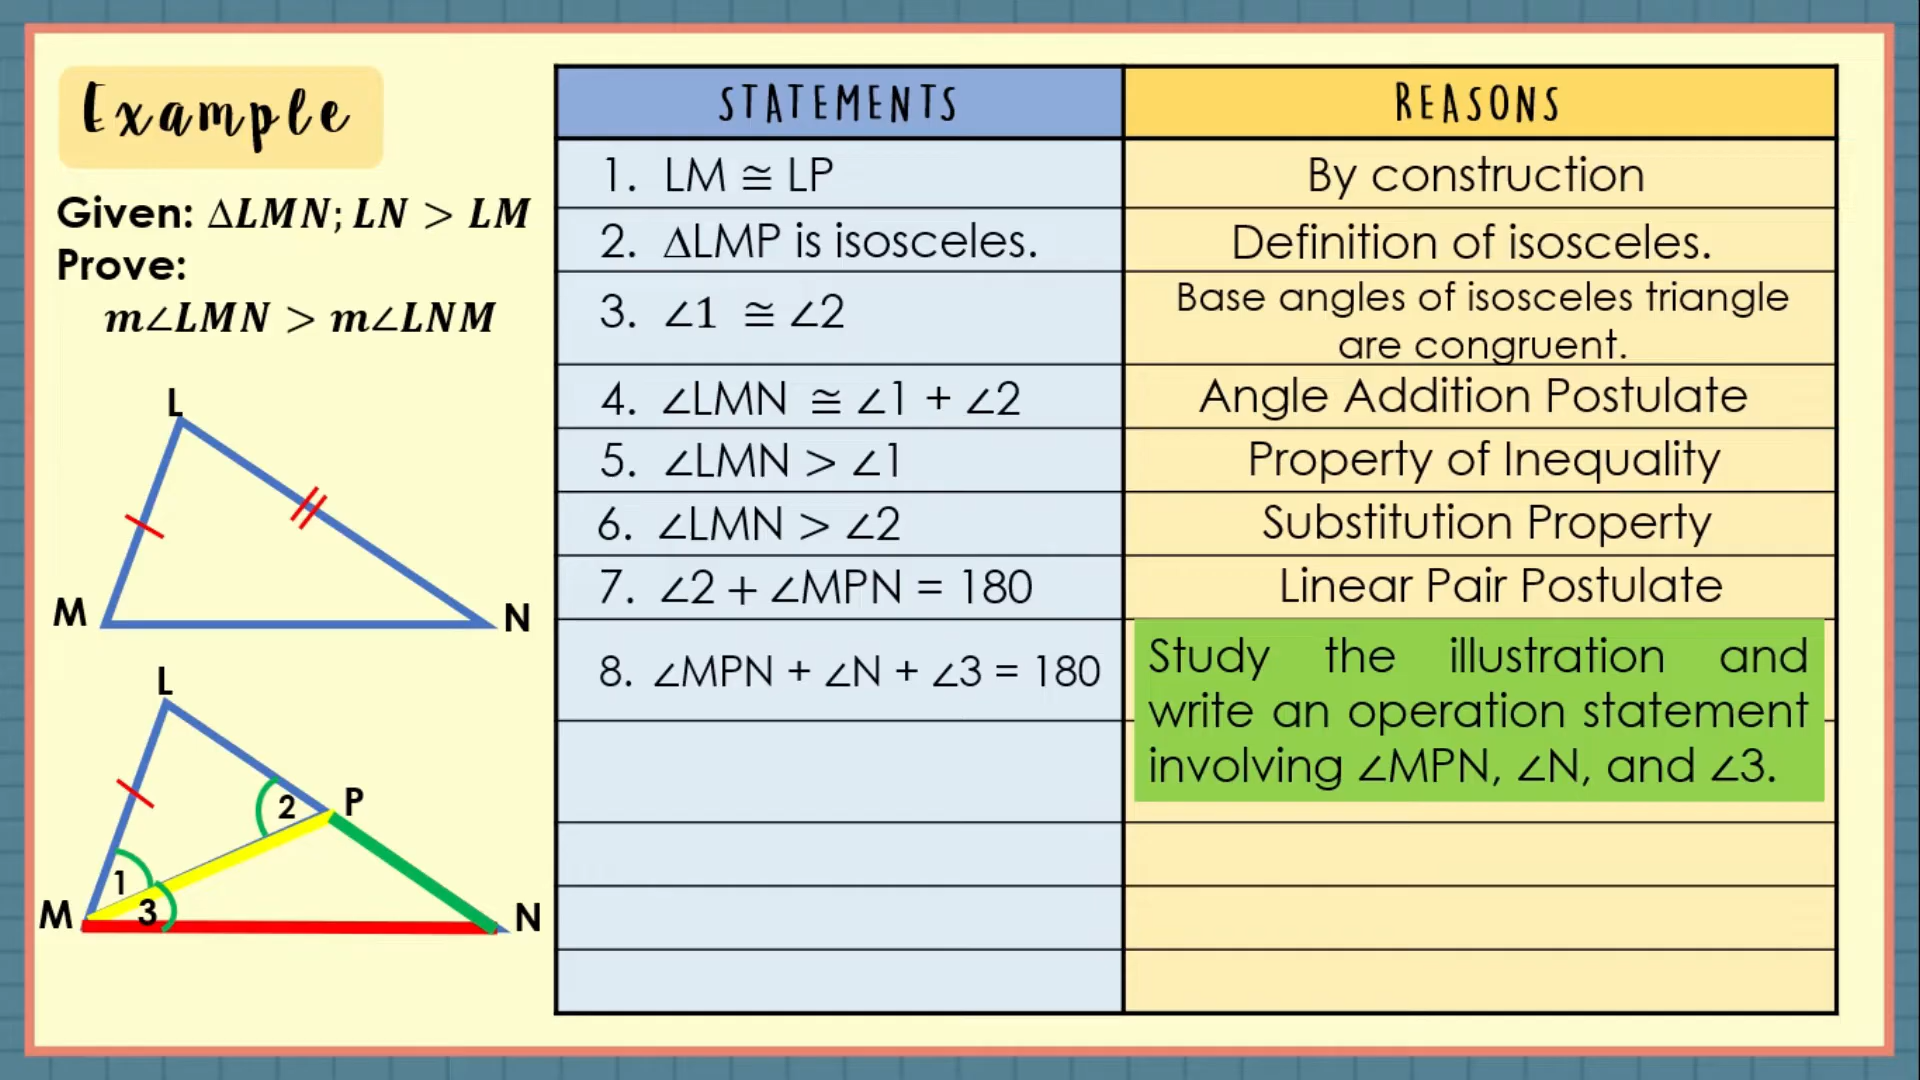 Example
Given: ΔLMN; LN > LM
Prove:
m∠LMN > m∠LNM
L
M
N
L
2
P
1
3
M
N
STATEMENTS
REASONS
1. LM ≅ LP
By construction
2. ΔLMP is isosceles.
Definition of isosceles.
3. ∠1 ≅ ∠2
Base angles of isosceles triangle
are congruent.
4. ∠LMN ≅ ∠1 + ∠2
Angle Addition Postulate
5. ∠LMN > ∠1
Property of Inequality
6. ∠LMN > ∠2
Substitution Property
7. ∠2 + ∠MPN = 180
Linear Pair Postulate
8. ∠MPN + ∠N + ∠3 = 180
Study the illustration and
write an operation statement
involving ∠MPN, ∠N, and ∠3.